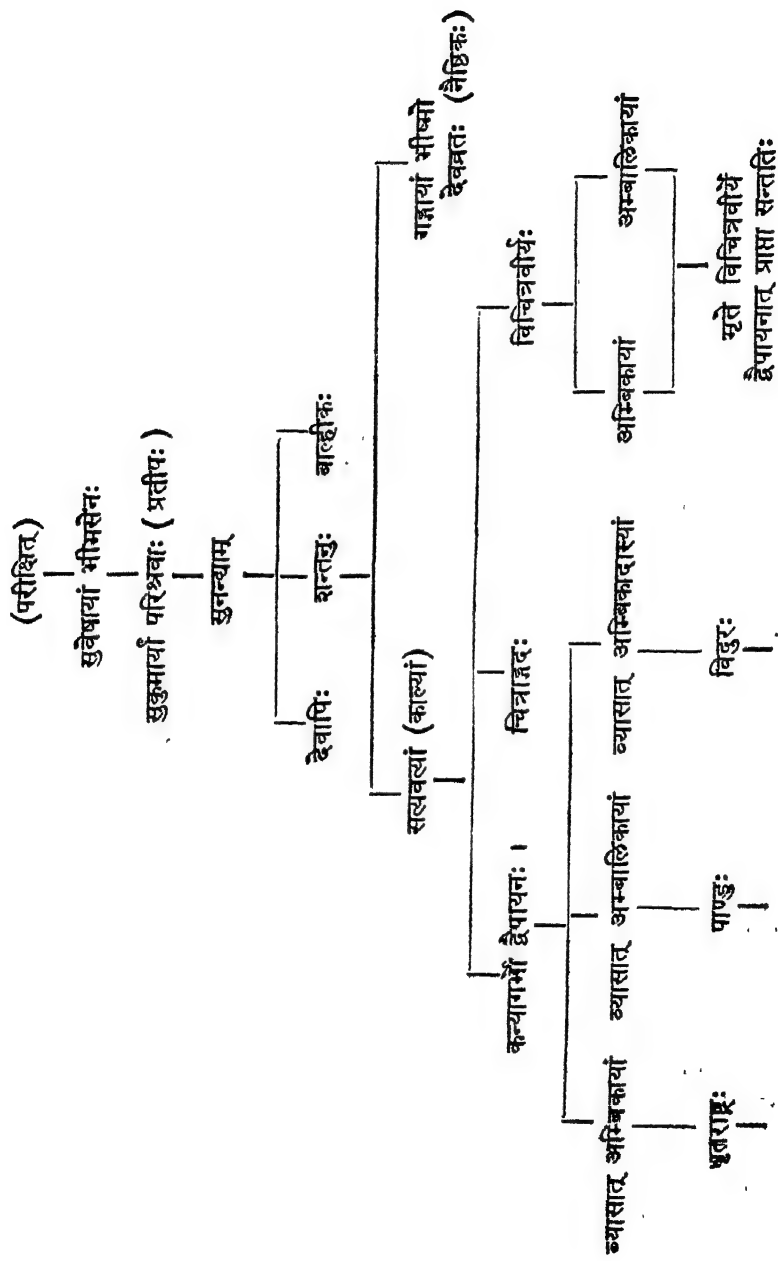 (परीक्षित्)
सुवेषायां भीमसेनः
सुकुमार्यां परिश्रवाः (प्रतीपः)
सुनन्द्याम्
देवापिः शन्तनुः बाल्हीकः
सत्यवत्यां (काल्यां) गङ्गायां भीष्मो
देवव्रतः (नैष्ठिकः)
कन्यागर्भो द्वैपायनः । चित्राङ्गदः विचित्रवीर्यः
व्यासात् अम्बिकायां व्यासात् अम्बालिकायां व्यासात् अम्बिकादास्यां अम्बिकायां अम्बालिकायां
धृतराष्ट्रः पाण्डुः विदुरः
मृते विचित्रवीर्ये
द्वैपायनात् प्राप्ता सन्ततिः